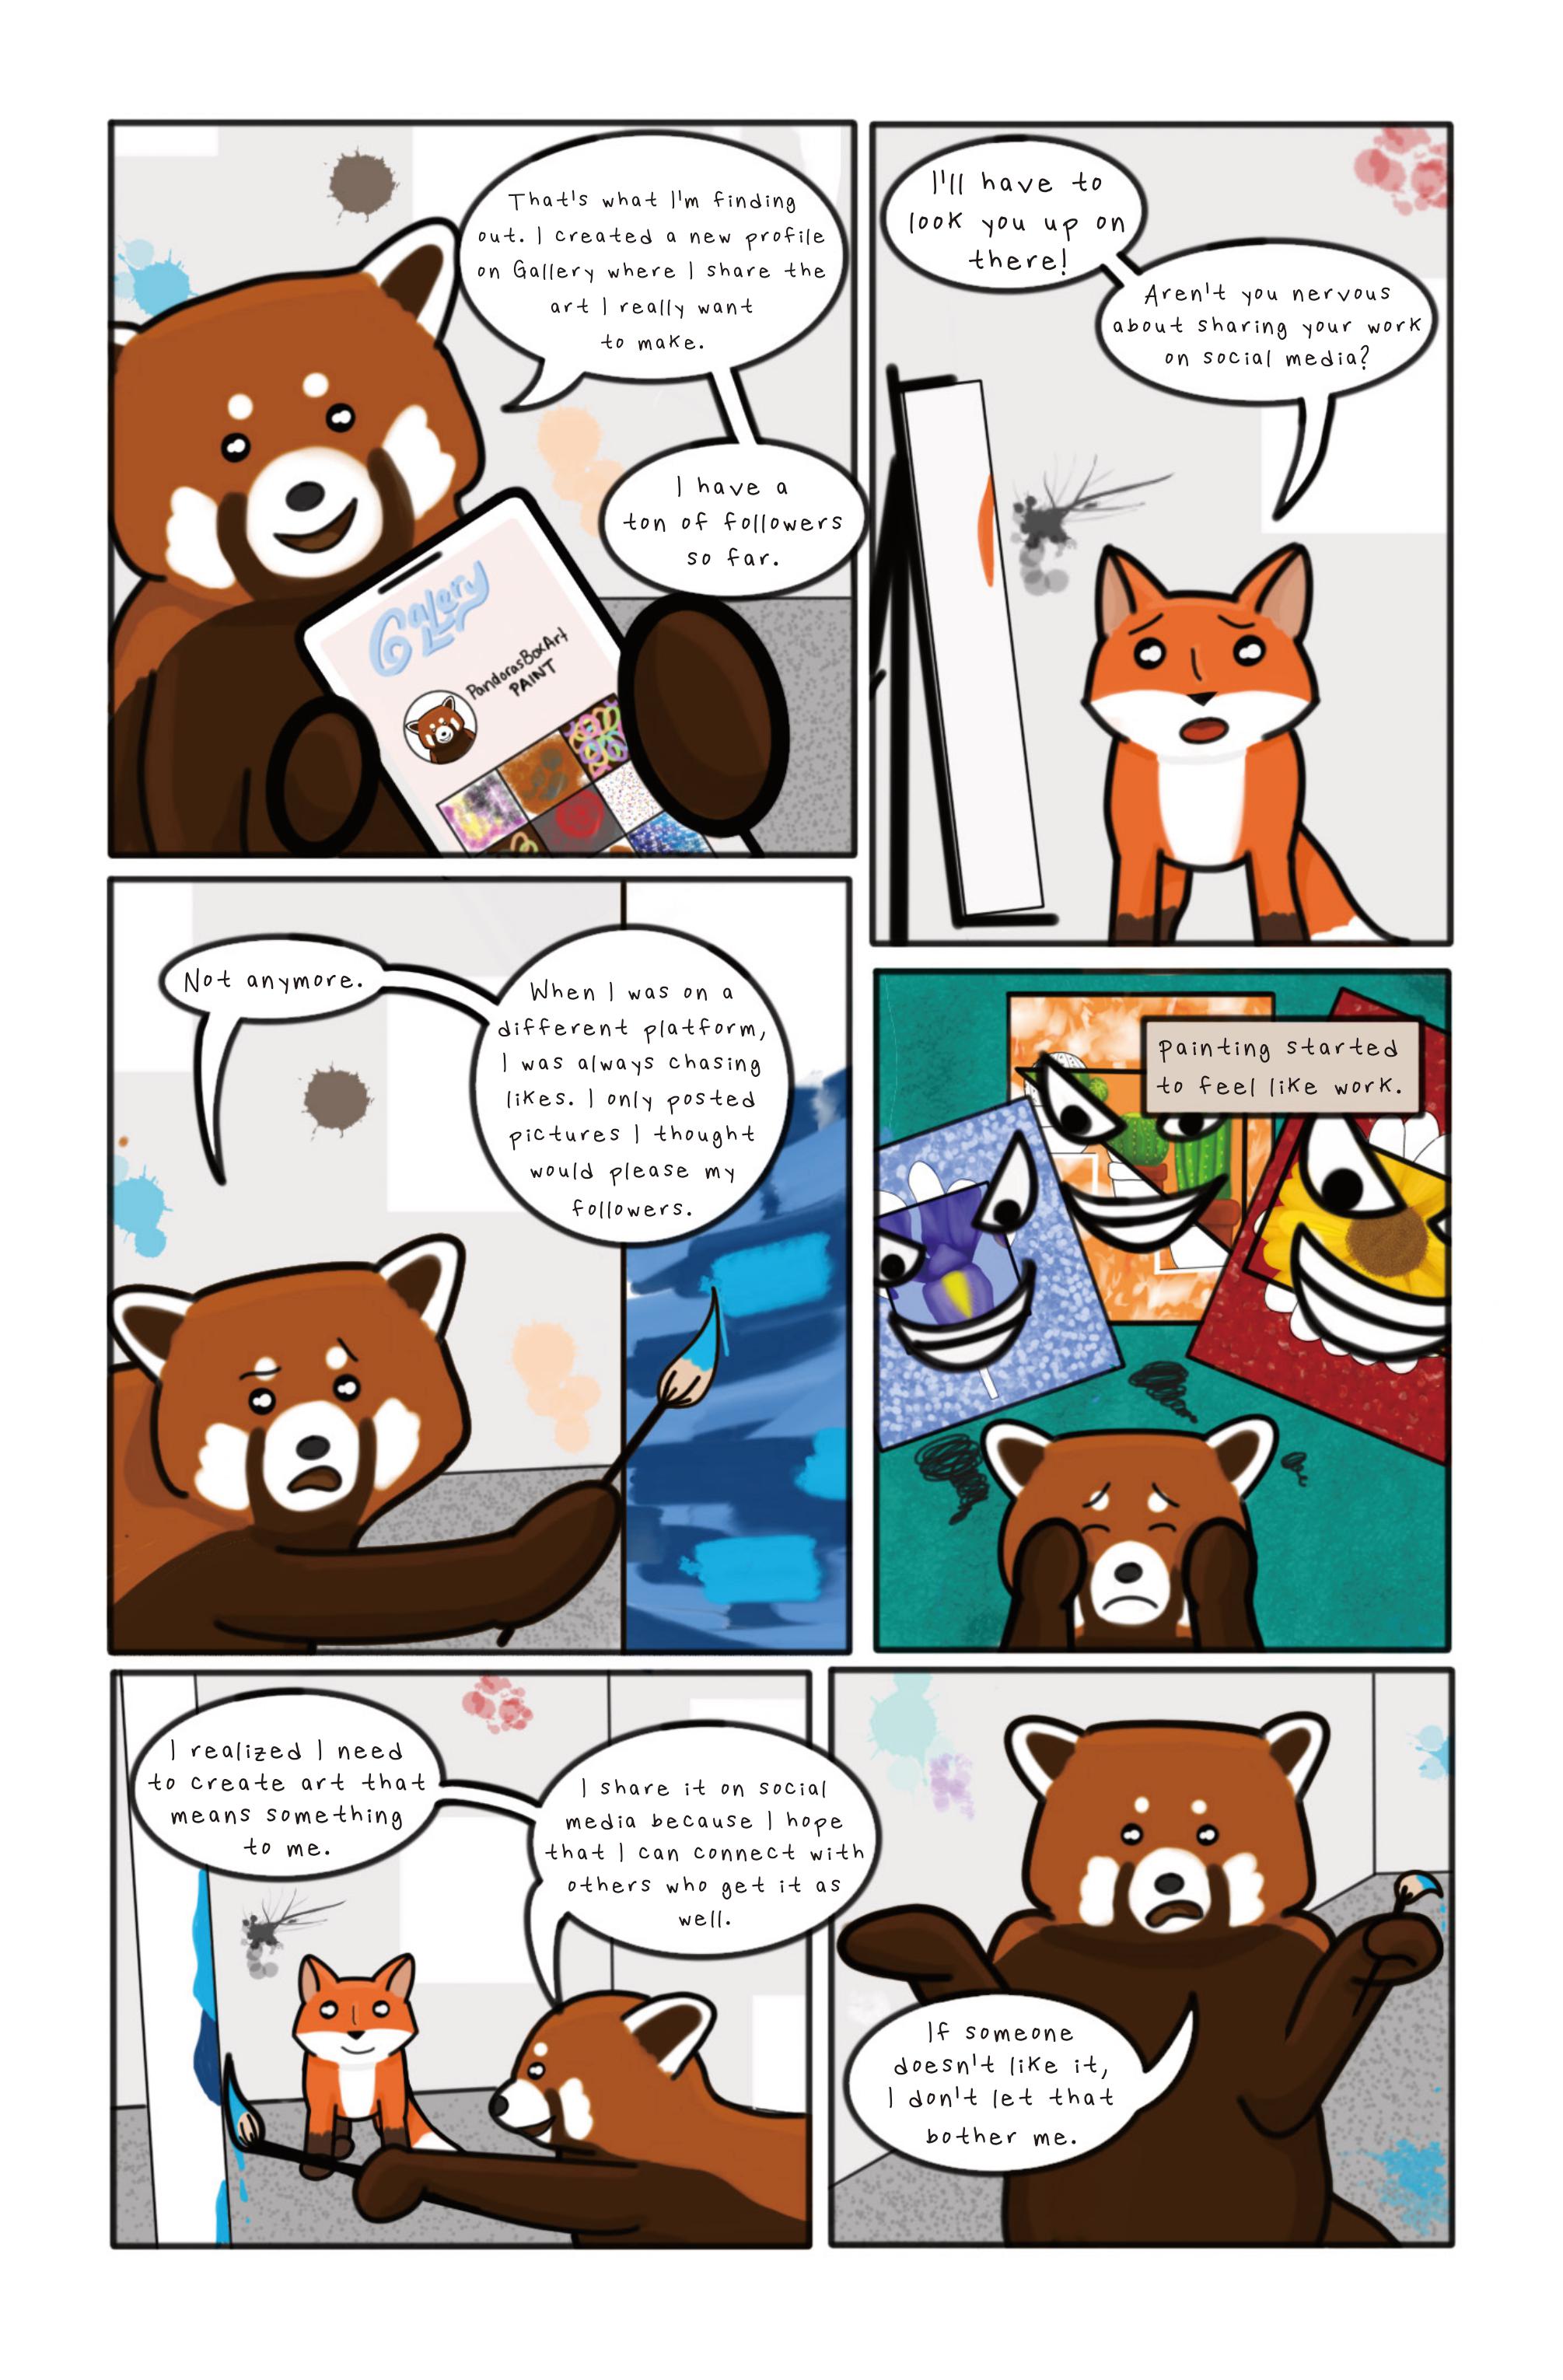 That's what I'm finding
out. I created a new profile
on Gallery where I share the
art I really want
to make.
I have a
ton of followers
so far.
GaLLery
PandorasBoxArt
PAINT
I'll have to
look you up on
there!
Aren't you nervous
about sharing your work
on social media?
Not anymore.
When I was on a
different platform,
I was always chasing
likes. I only posted
pictures I thought
would please my
followers.
Painting started
to feel like work.
I realized I need
to create art that
means something
to me.
I share it on social
media because I hope
that I can connect with
others who get it as
well.
If someone
doesn't like it,
I don't let that
bother me.